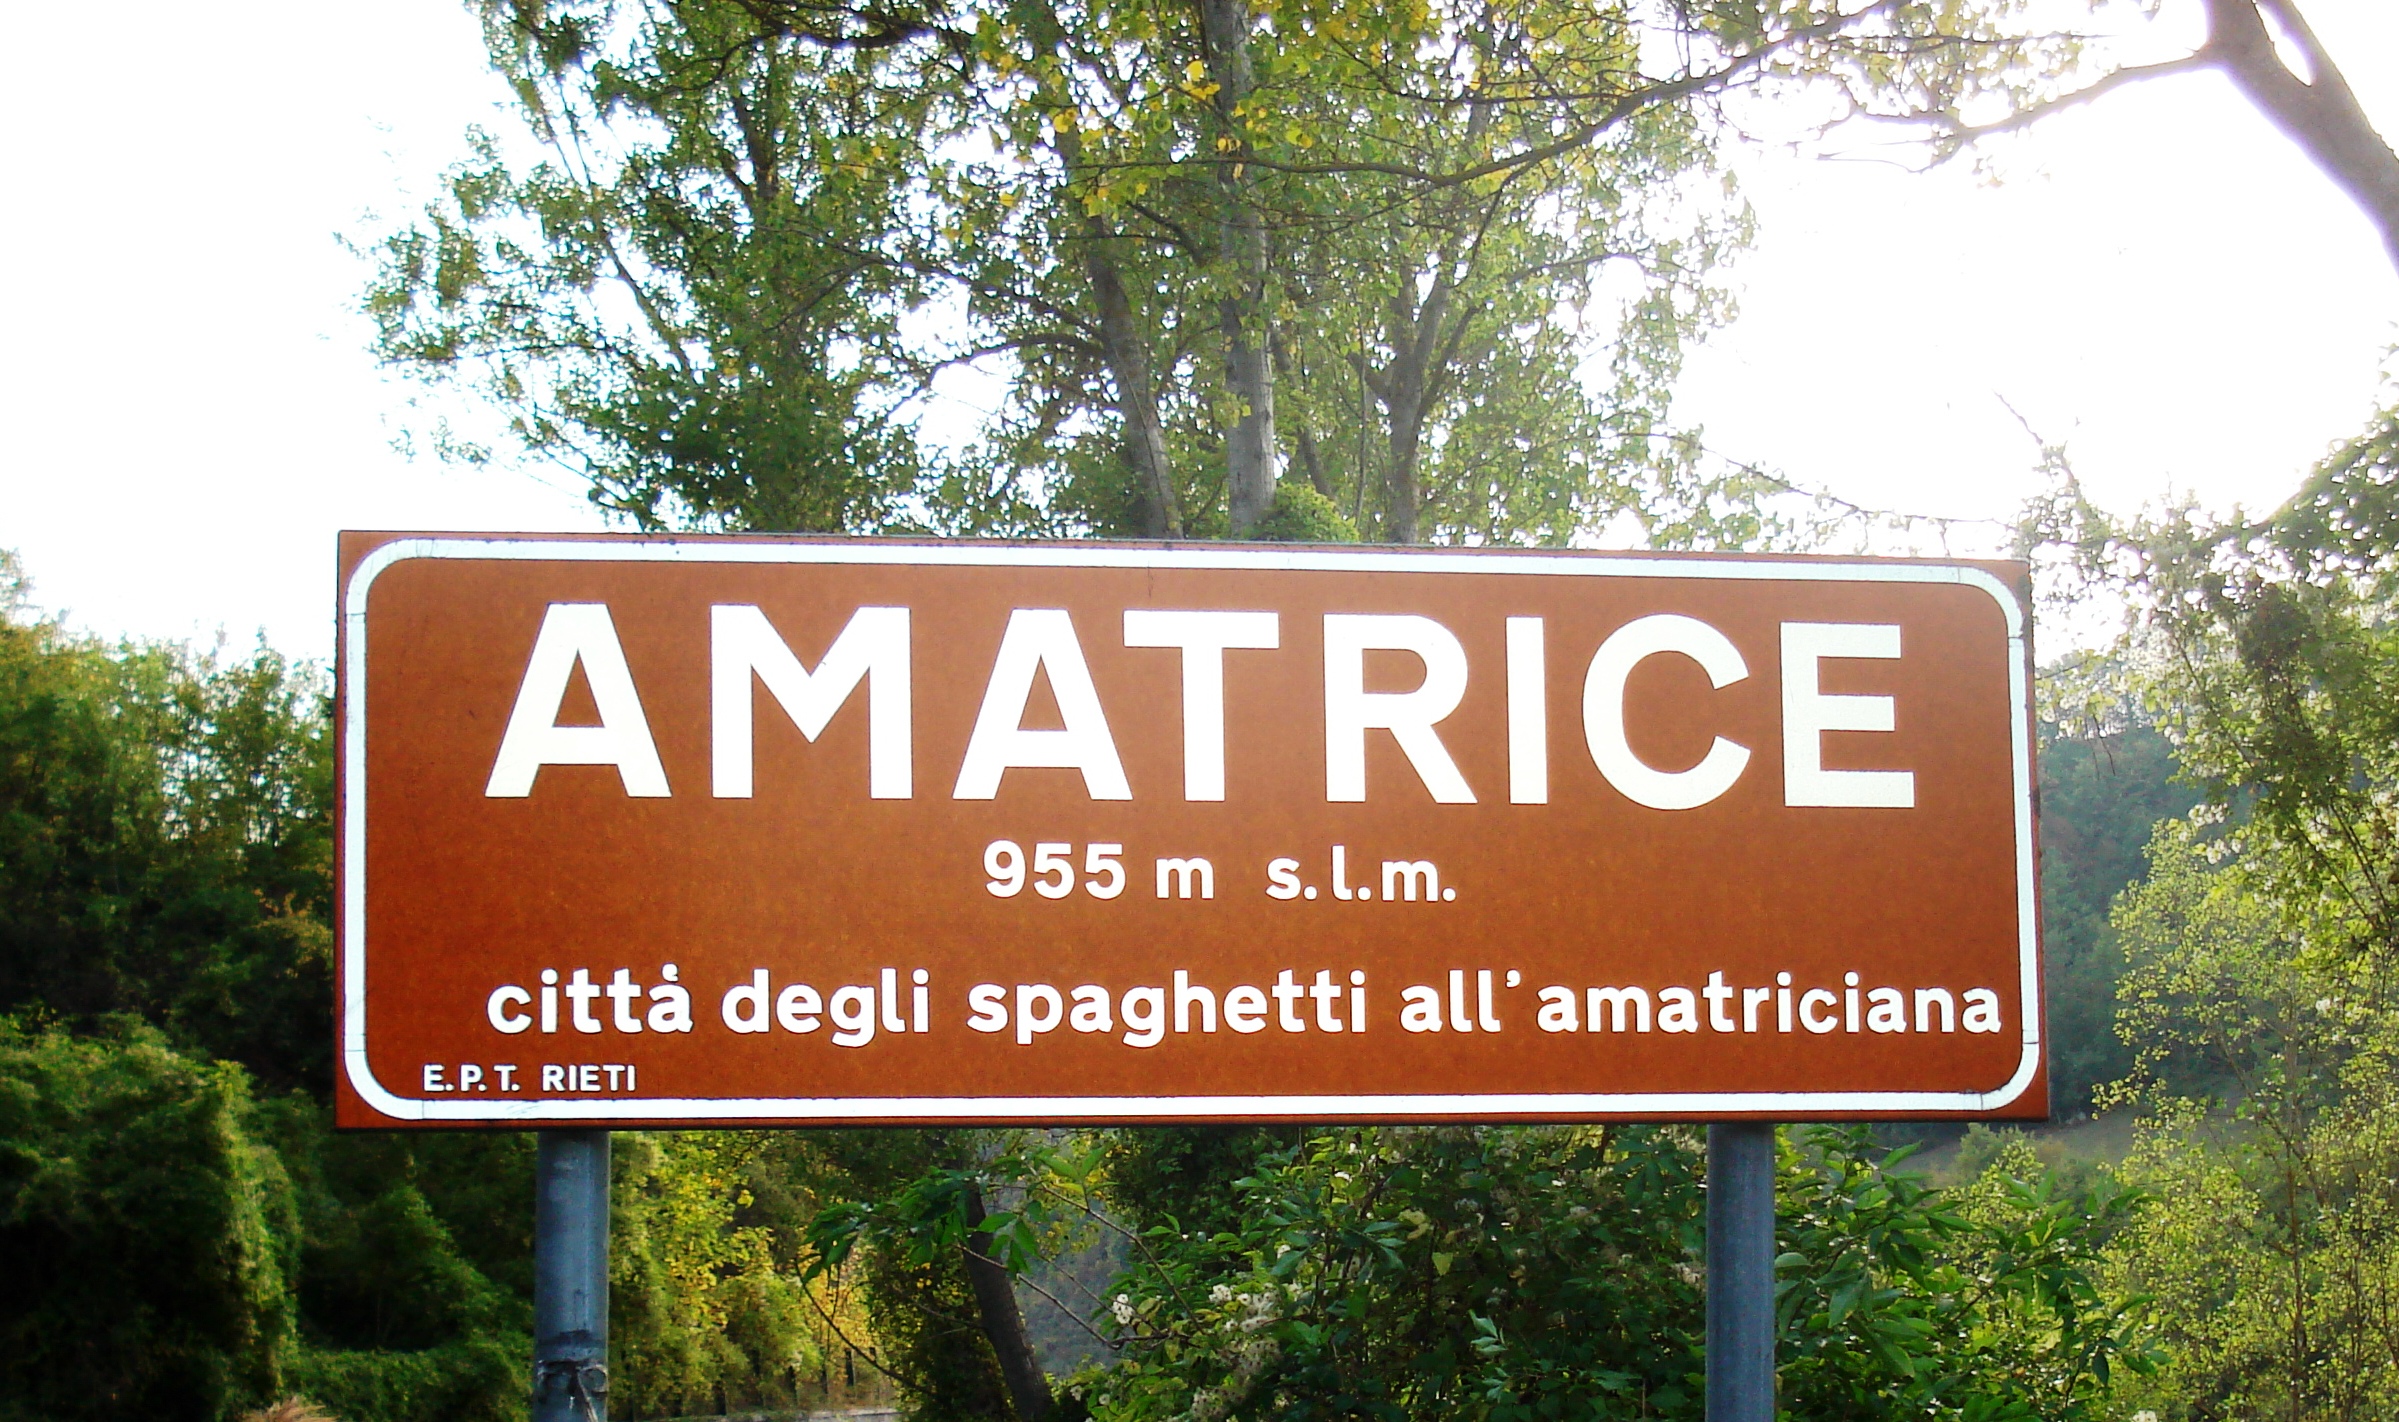 AMATRICE
955 m s.l.m.
città degli spaghetti all'amatriciana
E.P.T. RIETI